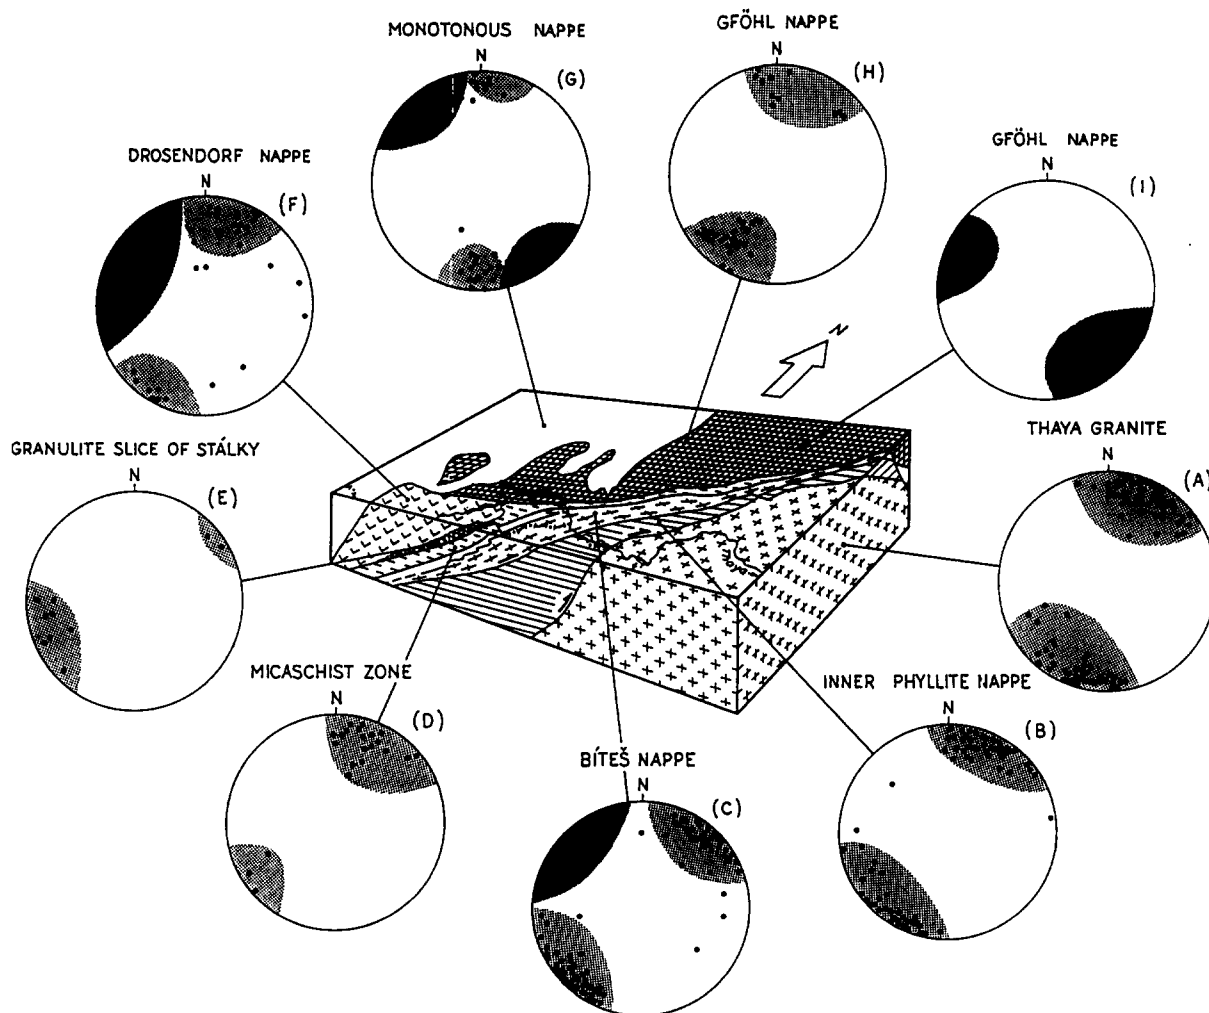 MONOTONOUS NAPPE
N
(G)
GFÖHL NAPPE
N
(H)
DROSENDORF NAPPE
N
(F)
GFÖHL NAPPE
N
(I)
N
GRANULITE SLICE OF STÁLKY
N
(E)
THAYA GRANITE
N
(A)
MICASCHIST ZONE
N
(D)
INNER PHYLLITE NAPPE
N
(B)
BÍTEŠ NAPPE
N
(C)